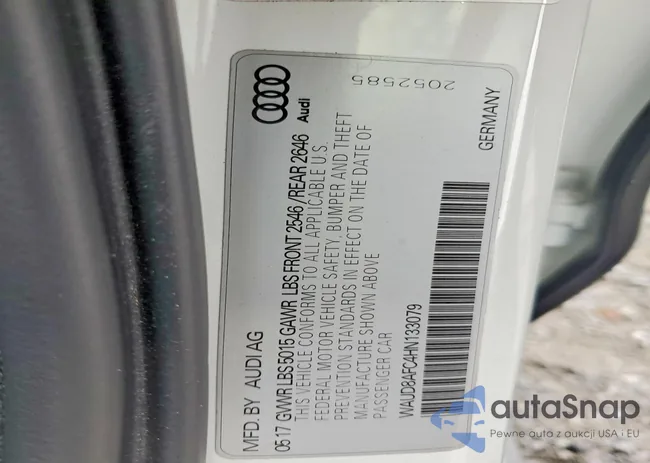 MFD. BY AUDI AG
05 17 GVWR LBS 5015 GAWR LBS FRONT 2546 / REAR 2646
THIS VEHICLE CONFORMS TO ALL APPLICABLE U.S.
FEDERAL MOTOR VEHICLE SAFETY, BUMPER AND THEFT
PREVENTION STANDARDS IN EFFECT ON THE DATE OF
MANUFACTURE SHOWN ABOVE
PASSENGER CAR
WAUD8AFC4HN133079
Audi
2052585
GERMANY
autaSnap
Pewne auta z aukcji USA i EU